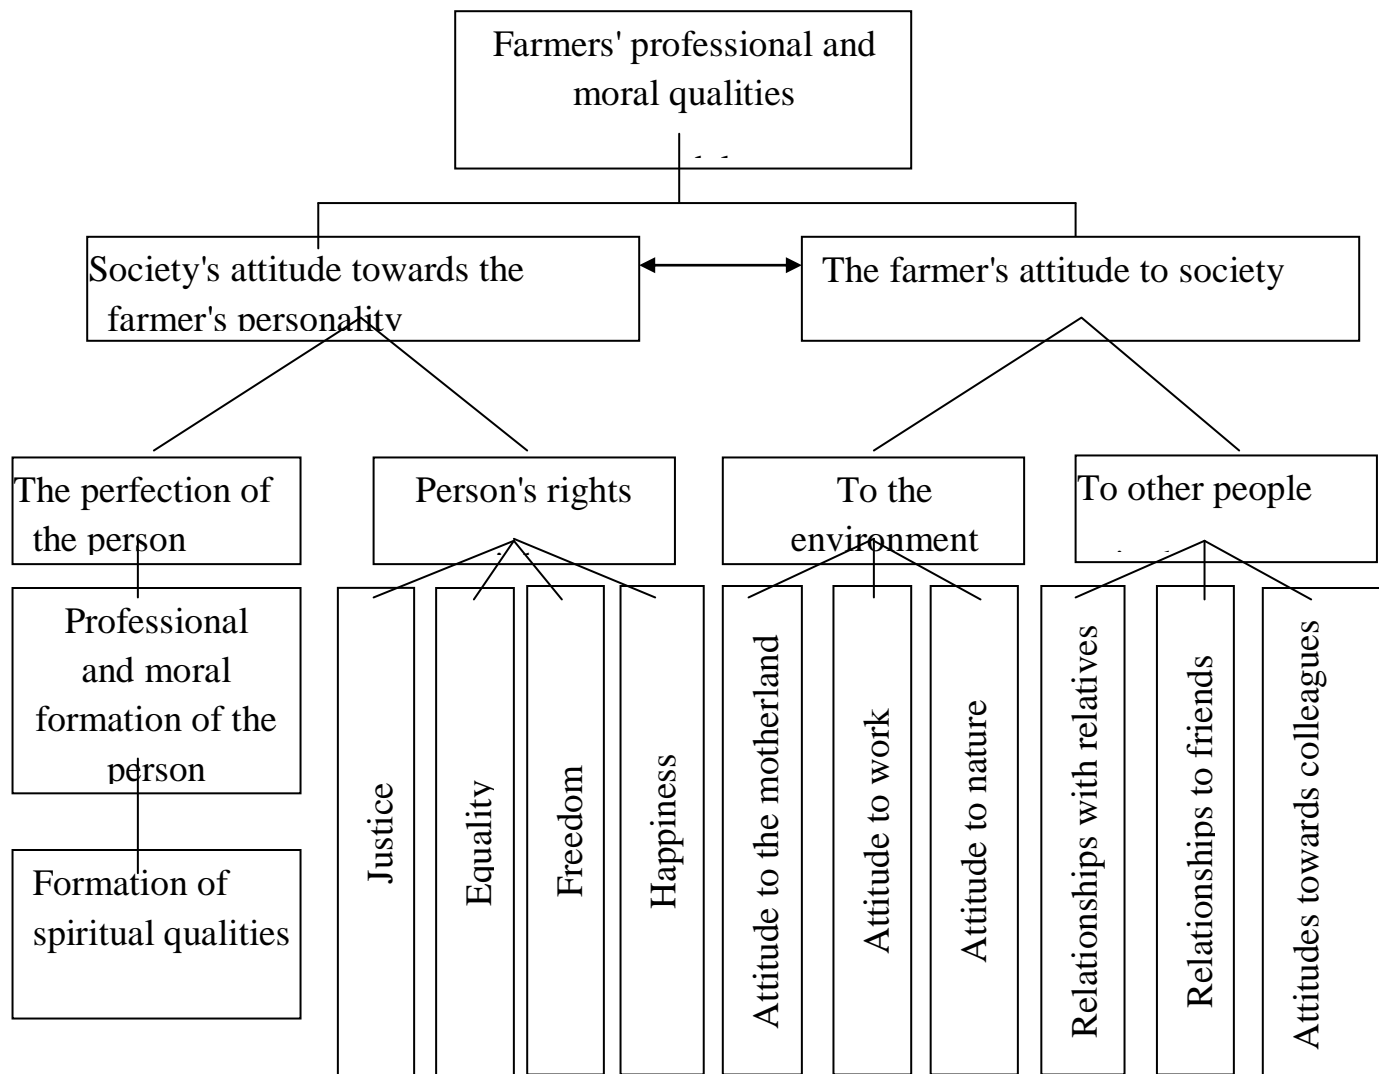 Farmers' professional and
moral qualities
Society's attitude towards the
farmer's personality
The farmer's attitude to society
The perfection of
the person
Person's rights
To the
environment
To other people
Professional
and moral
formation of the
person
Formation of
spiritual qualities
Justice
Equality
Freedom
Happiness
Attitude to the motherland
Attitude to work
Attitude to nature
Relationships with relatives
Relationships to friends
Attitudes towards colleagues